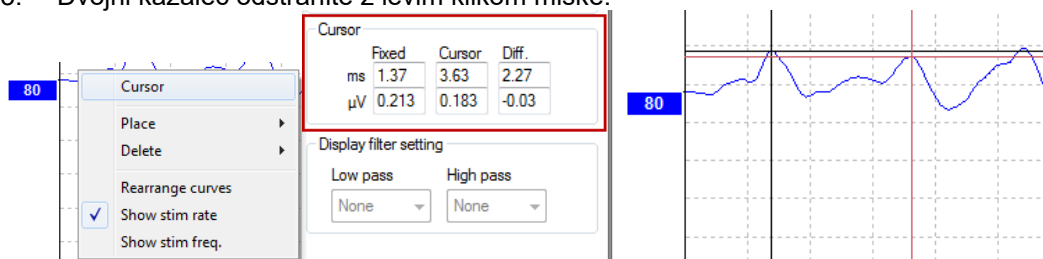 Dvojni kazalec odstranite z levim klikom miške.
80
Cursor
Place
Delete
Rearrange curves
Show stim rate
Show stim freq.
Cursor
Fixed Cursor Diff.
ms 1.37 3.63 2.27
µV 0.213 0.183 -0.03
Display filter setting
Low pass High pass
None None
80